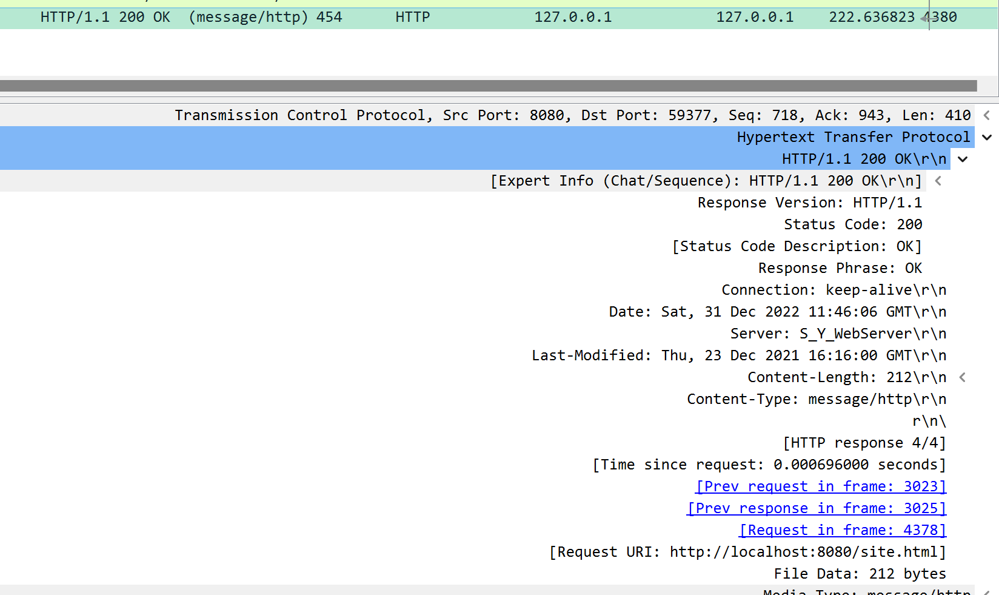 HTTP/1.1 200 OK (message/http) 454 HTTP 127.0.0.1 127.0.0.1 222.636823 4380
Transmission Control Protocol, Src Port: 8080, Dst Port: 59377, Seq: 718, Ack: 943, Len: 410
Hypertext Transfer Protocol
HTTP/1.1 200 OK\r\n
[Expert Info (Chat/Sequence): HTTP/1.1 200 OK\r\n]
Response Version: HTTP/1.1
Status Code: 200
[Status Code Description: OK]
Response Phrase: OK
Connection: keep-alive\r\n
Date: Sat, 31 Dec 2022 11:46:06 GMT\r\n
Server: S_Y_WebServer\r\n
Last-Modified: Thu, 23 Dec 2021 16:16:00 GMT\r\n
Content-Length: 212\r\n
Content-Type: message/http\r\n
r\n\
[HTTP response 4/4]
[Time since request: 0.000696000 seconds]
[Prev request in frame: 3023]
[Prev response in frame: 3025]
[Request in frame: 4378]
[Request URI: http://localhost:8080/site.html]
File Data: 212 bytes
Media Type: message/http